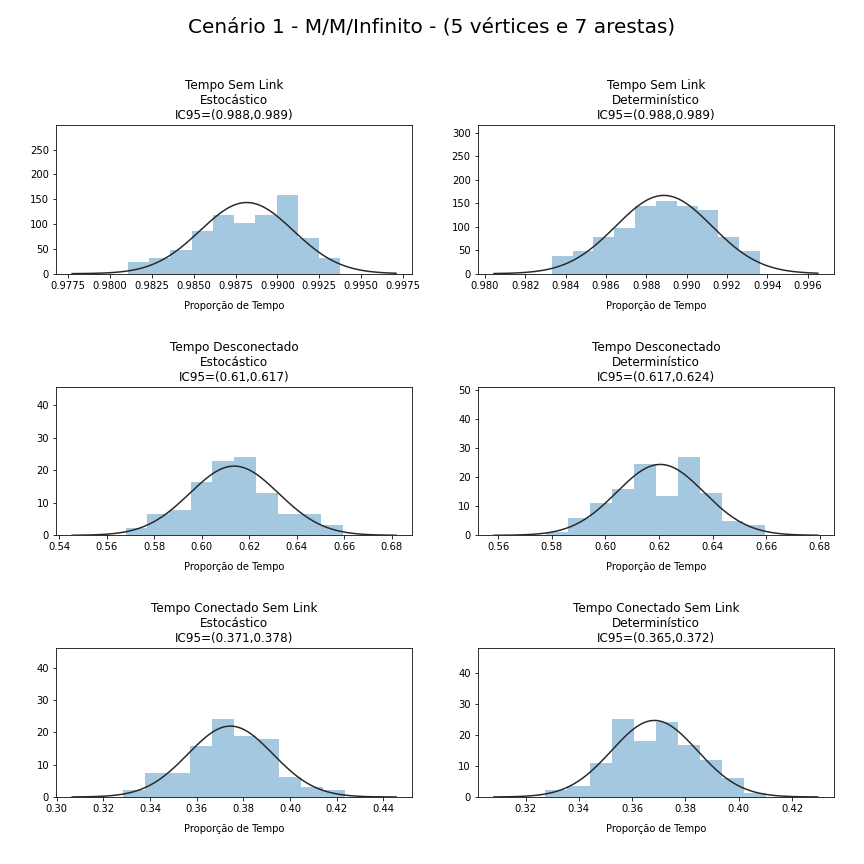 Cenário 1 - M/M/Infinito - (5 vértices e 7 arestas)
Tempo Sem Link
Estocástico
IC95=(0.988,0.989)
250
200
150
100
50
0
0.9775 0.9800 0.9825 0.9850 0.9875 0.9900 0.9925 0.9950 0.9975
Proporção de Tempo
Tempo Sem Link
Determinístico
IC95=(0.988,0.989)
300
250
200
150
100
50
0
0.980 0.982 0.984 0.986 0.988 0.990 0.992 0.994 0.996
Proporção de Tempo
Tempo Desconectado
Estocástico
IC95=(0.61,0.617)
40
30
20
10
0
0.54 0.56 0.58 0.60 0.62 0.64 0.66 0.68
Proporção de Tempo
Tempo Desconectado
Determinístico
IC95=(0.617,0.624)
50
40
30
20
10
0
0.56 0.58 0.60 0.62 0.64 0.66 0.68
Proporção de Tempo
Tempo Conectado Sem Link
Estocástico
IC95=(0.371,0.378)
40
30
20
10
0
0.30 0.32 0.34 0.36 0.38 0.40 0.42 0.44
Proporção de Tempo
Tempo Conectado Sem Link
Determinístico
IC95=(0.365,0.372)
40
30
20
10
0
0.32 0.34 0.36 0.38 0.40 0.42
Proporção de Tempo